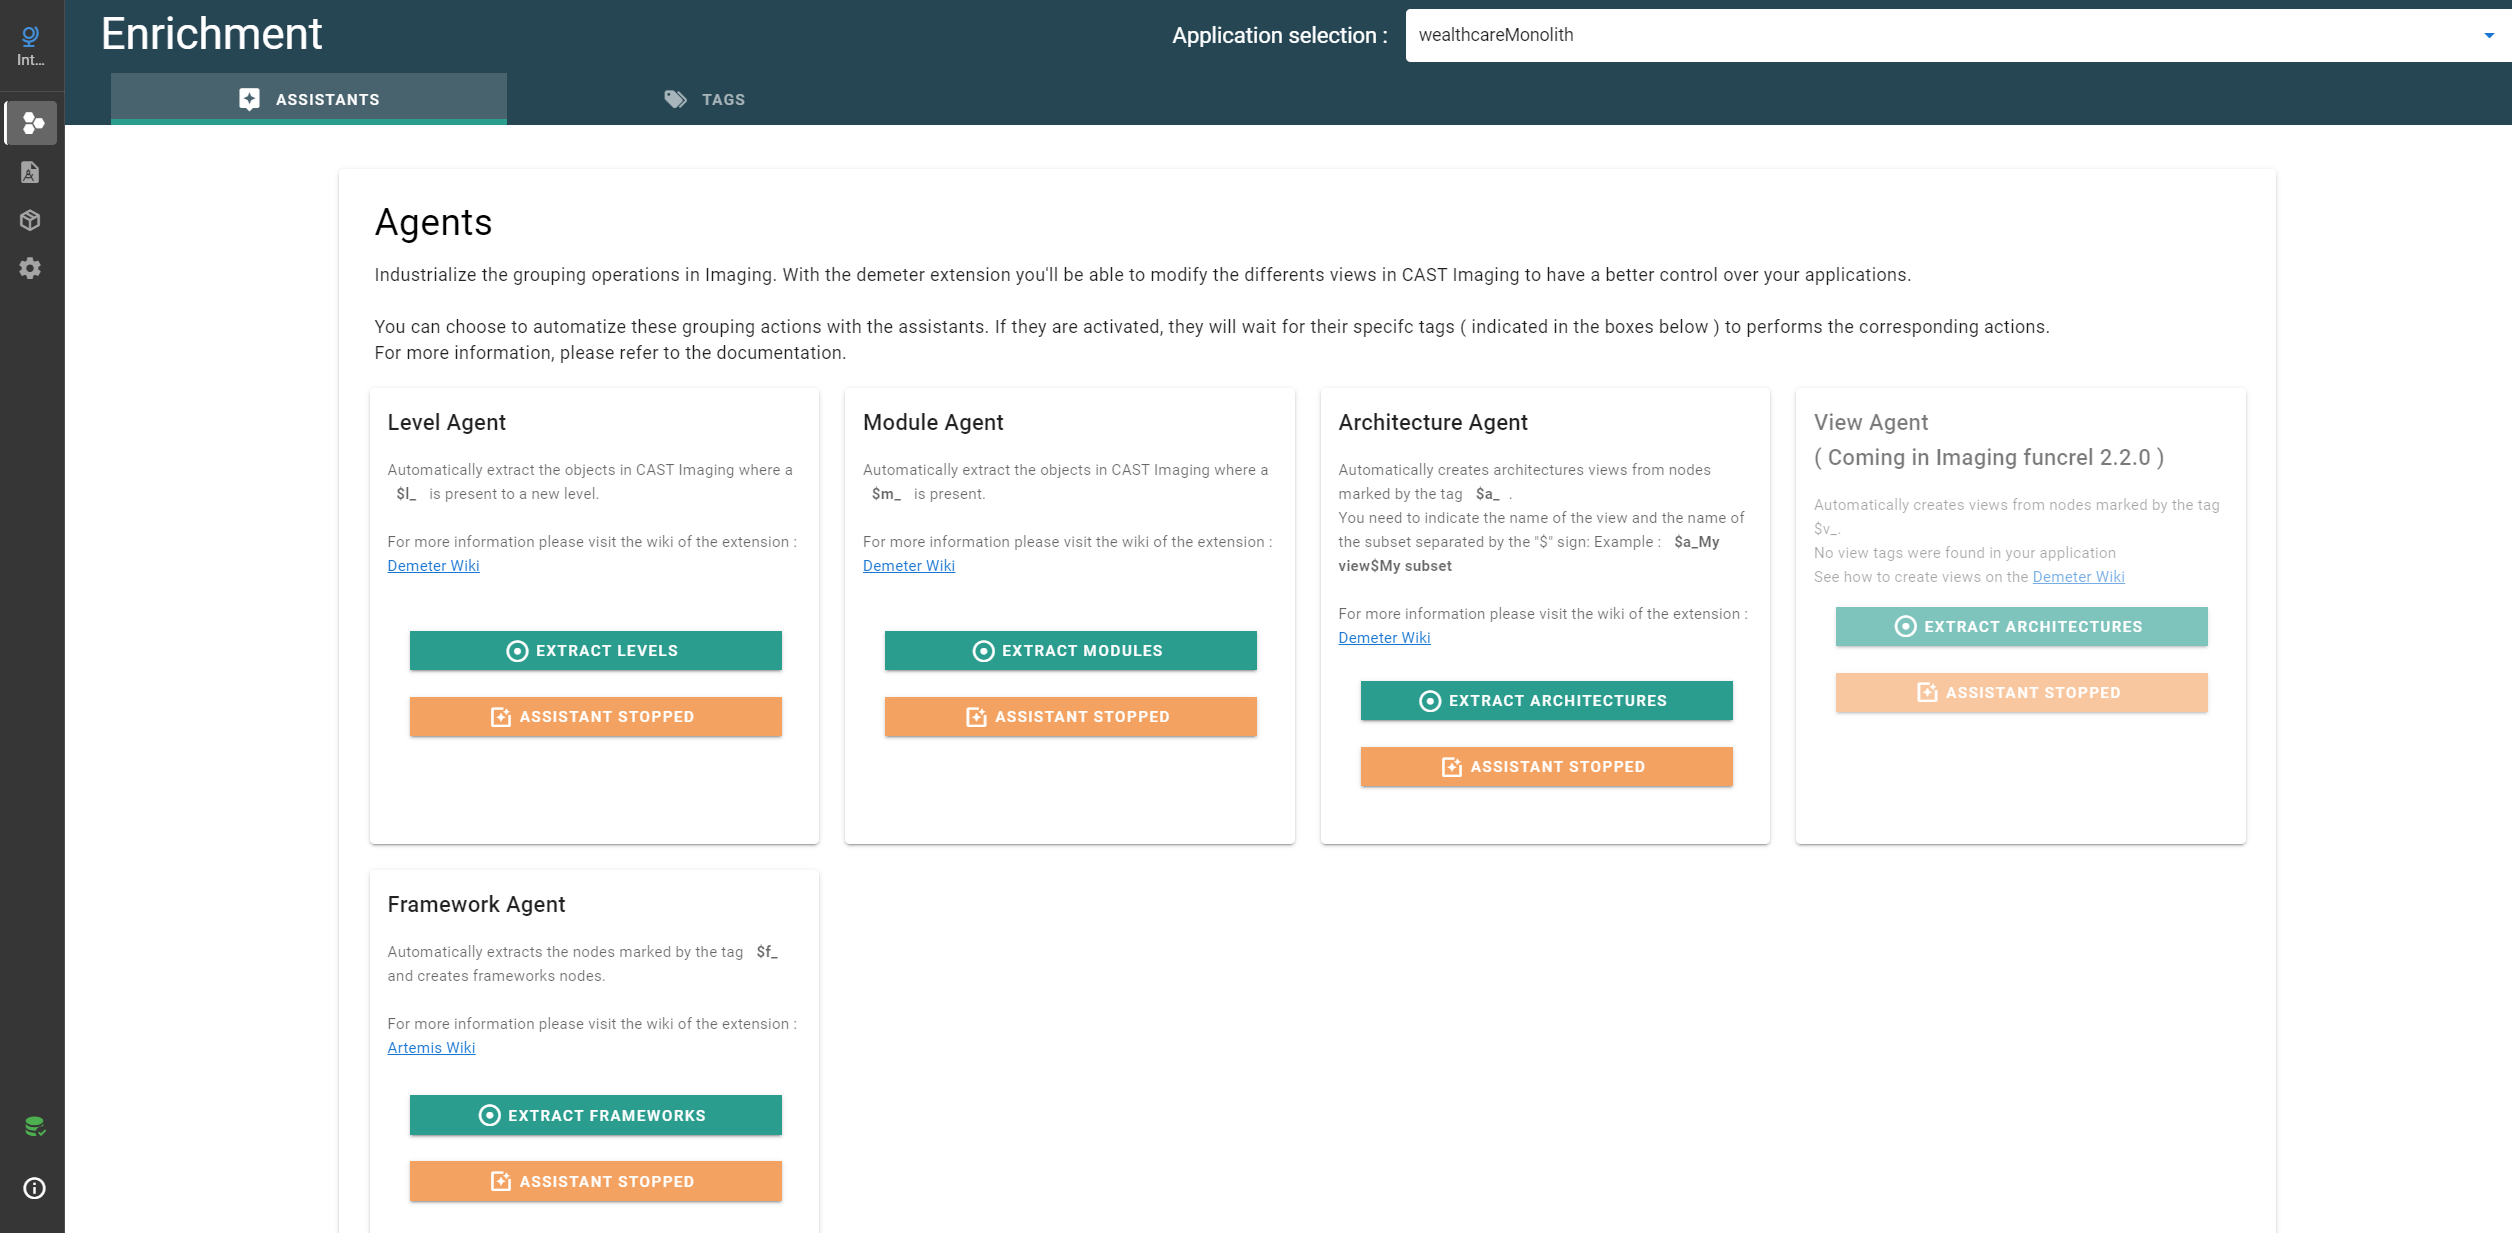 Enrichment
Application selection :
wealthcareMonolith
Int...
ASSISTANTS
TAGS
Agents
Industrialize the grouping operations in Imaging. With the demeter extension you'll be able to modify the differents views in CAST Imaging to have a better control over your applications.
You can choose to automatize these grouping actions with the assistants. If they are activated, they will wait for their specifc tags ( indicated in the boxes below ) to performs the corresponding actions.
For more information, please refer to the documentation.
Level Agent
Automatically extract the objects in CAST Imaging where a
$l_ is present to a new level.
For more information please visit the wiki of the extension :
Demeter Wiki
EXTRACT LEVELS
ASSISTANT STOPPED
Module Agent
Automatically extract the objects in CAST Imaging where a
$m_ is present.
For more information please visit the wiki of the extension :
Demeter Wiki
EXTRACT MODULES
ASSISTANT STOPPED
Architecture Agent
Automatically creates architectures views from nodes
marked by the tag $a_ .
You need to indicate the name of the view and the name of
the subset separated by the "$" sign: Example : $a_My
view$My subset
For more information please visit the wiki of the extension :
Demeter Wiki
EXTRACT ARCHITECTURES
ASSISTANT STOPPED
View Agent
( Coming in Imaging funcrel 2.2.0 )
Automatically creates views from nodes marked by the tag
$v_.
No view tags were found in your application
See how to create views on the Demeter Wiki
EXTRACT ARCHITECTURES
ASSISTANT STOPPED
Framework Agent
Automatically extracts the nodes marked by the tag $f_
and creates frameworks nodes.
For more information please visit the wiki of the extension :
Artemis Wiki
EXTRACT FRAMEWORKS
ASSISTANT STOPPED